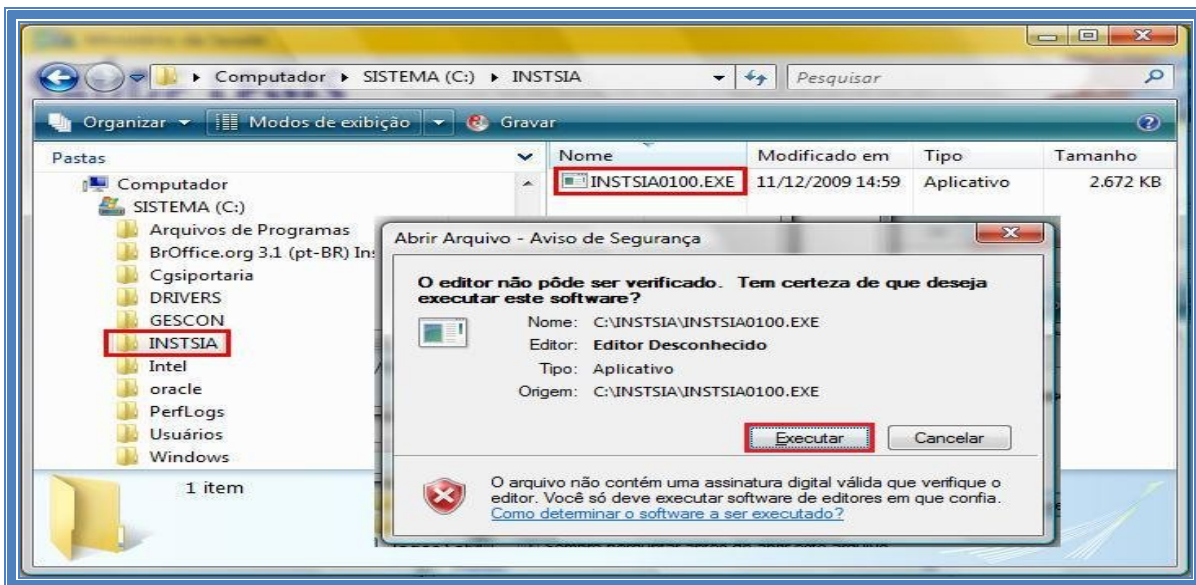 Computador ▸ SISTEMA (C:) ▸ INSTSIA
Pesquisar
Organizar
Modos de exibição
Gravar
Pastas
Nome
Modificado em
Tipo
Tamanho
Computador
INSTSIA0100.EXE
11/12/2009 14:59
Aplicativo
2.672 KB
SISTEMA (C:)
Arquivos de Programas
BrOffice.org 3.1 (pt-BR) Ins
Cgsiportaria
DRIVERS
GESCON
INSTSIA
Intel
oracle
PerfLogs
Usuários
Windows
1 item
Abrir Arquivo - Aviso de Segurança
O editor não pôde ser verificado. Tem certeza de que deseja
executar este software?
Nome: C:\INSTSIA\INSTSIA0100.EXE
Editor: Editor Desconhecido
Tipo: Aplicativo
Origem: C:\INSTSIA\INSTSIA0100.EXE
Executar
Cancelar
O arquivo não contém uma assinatura digital válida que verifique o
editor. Você só deve executar software de editores em que confia.
Como determinar o software a ser executado?